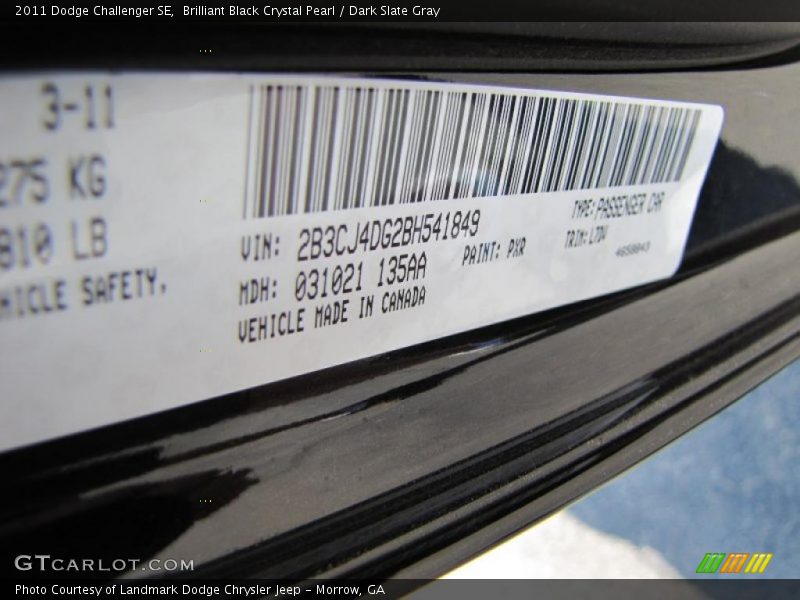 2011 Dodge Challenger SE,  Brilliant Black Crystal Pearl / Dark Slate Gray
3-11
275 KG
810 LB
VEHICLE SAFETY.
VIN: 2B3CJ4DG2BH541849
TYPE: PASSENGER CAR
MDH: 031021 135AA
PAINT: PXR
TRIM: L7DV
4658043
VEHICLE MADE IN CANADA
GTCARLOT.COM
Photo Courtesy of Landmark Dodge Chrysler Jeep - Morrow, GA